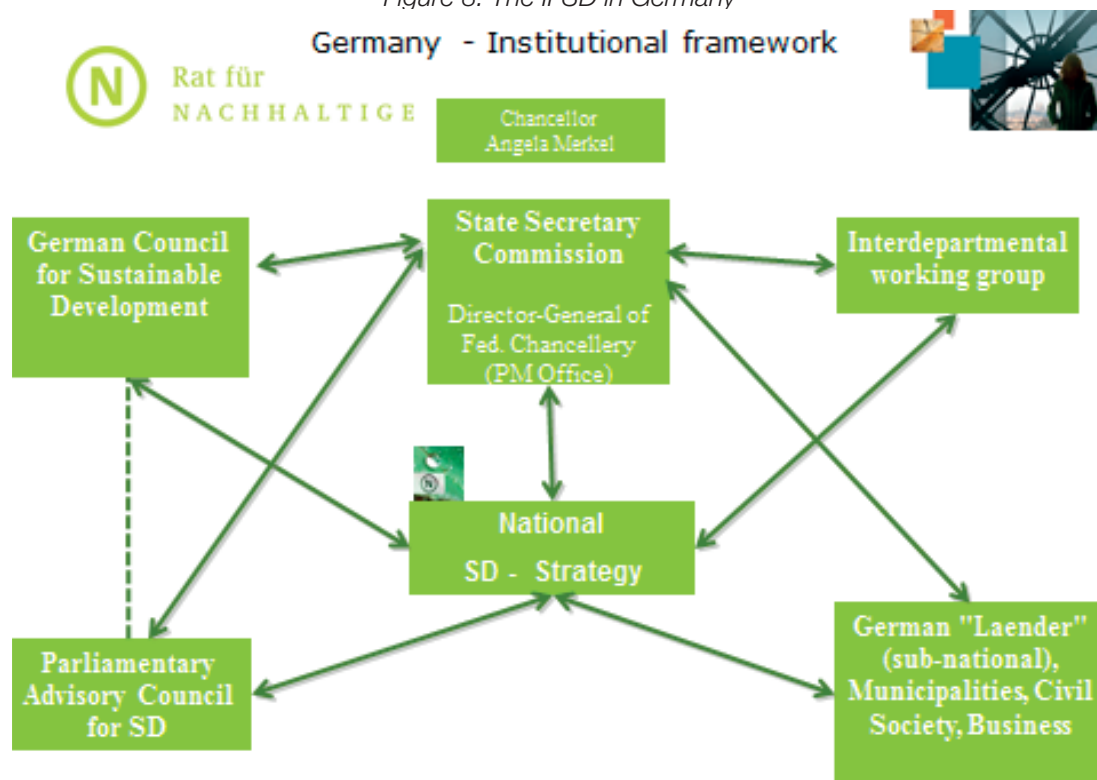 Figure 8. The IFSD in Germany
Germany - Institutional framework
N
Rat für
NACHHALTIGE
Chancellor
Angela Merkel
German Council
for Sustainable
Development
State Secretary
Commission
Director-General of
Fed. Chancellery
(PM Office)
Interdepartmental
working group
N
National
SD - Strategy
Parliamentary
Advisory Council
for SD
German "Laender"
(sub-national),
Municipalities, Civil
Society, Business